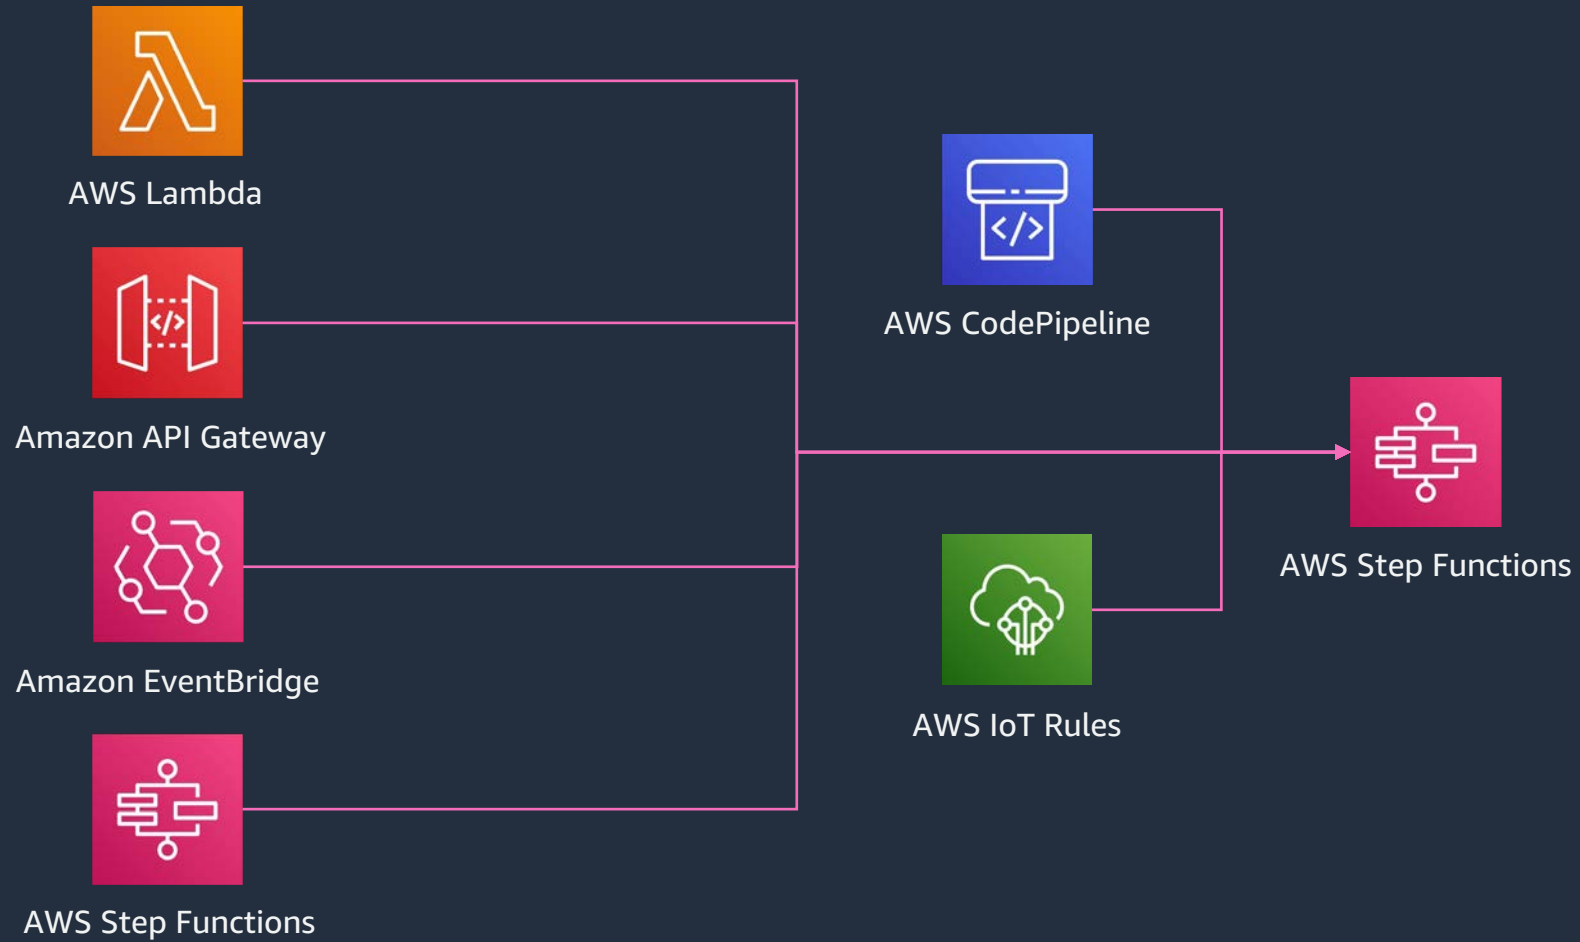 AWS Lambda
Amazon API Gateway
Amazon EventBridge
AWS Step Functions
</>
AWS CodePipeline
</>
AWS IoT Rules
AWS Step Functions